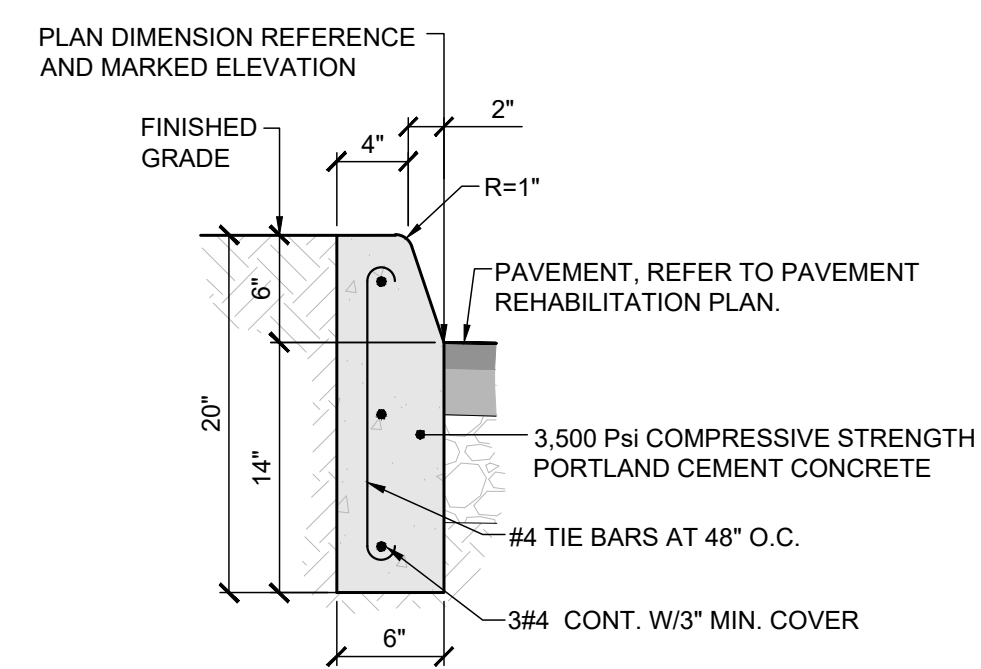 PLAN DIMENSION REFERENCE
AND MARKED ELEVATION
2"
FINISHED
GRADE
4"
R=1"
PAVEMENT, REFER TO PAVEMENT
REHABILITATION PLAN.
6"
20"
14"
3,500 Psi COMPRESSIVE STRENGTH
PORTLAND CEMENT CONCRETE
#4 TIE BARS AT 48" O.C.
3#4 CONT. W/3" MIN. COVER
6"